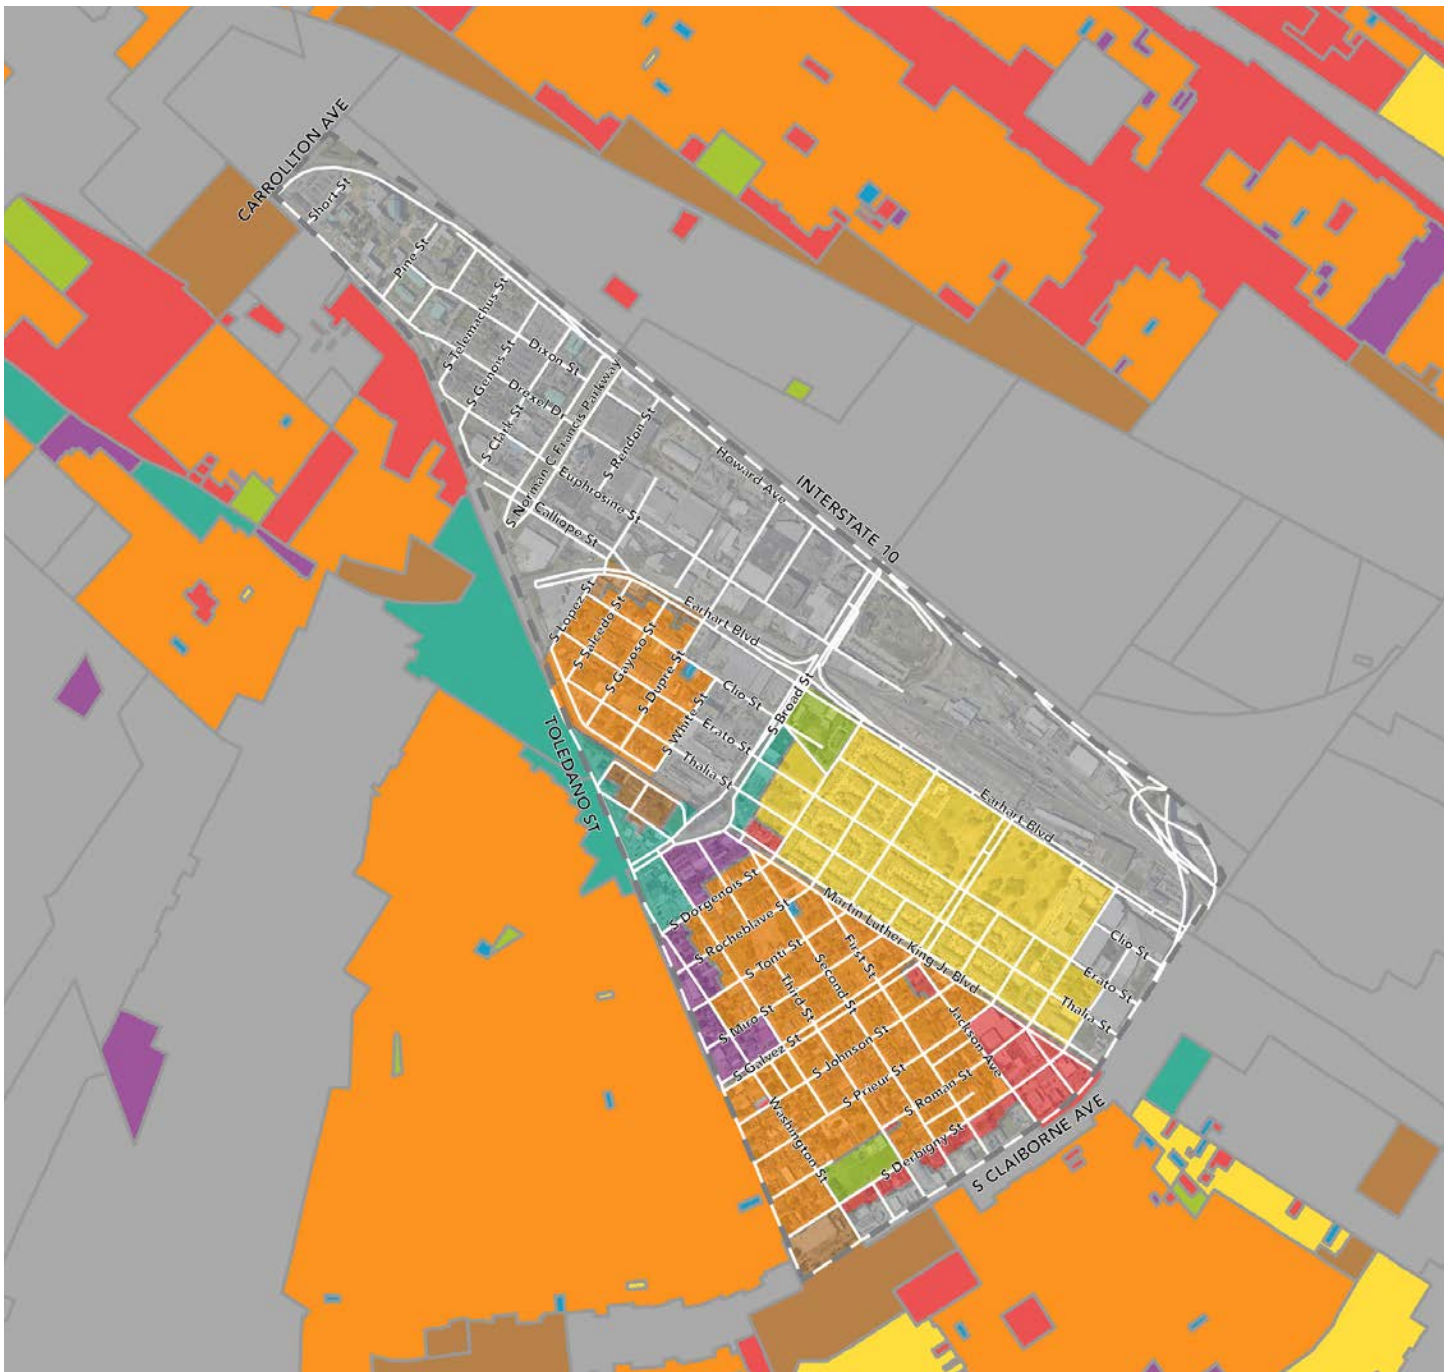 CARROLLTON AVE
Short St
Pine St
S Telemachus St
S Genois St
Dixon St
Drexel Dr
S Clark St
S Norman C Francis Parkway
S Rendon St
Howard Ave
INTERSTATE 10
Euphrosine St
Calliope St
S Lopez St
S Salcedo St
S Gayoso St
S Dupre St
S White St
Earhart Blvd
Clio St
S Broad St
Erato St
Thalia St
TOLEDANO ST
Earhart Blvd
S Dorgenois St
S Rocheblave St
S Tonti St
Martin Luther King Jr Blvd
First St
Second St
Third St
Clio St
Erato St
Thalia St
S Miro St
S Galvez St
S Johnson St
Jackson Ave
S Prieur St
S Roman St
Washington St
S Derbigny St
S CLAIBORNE AVE